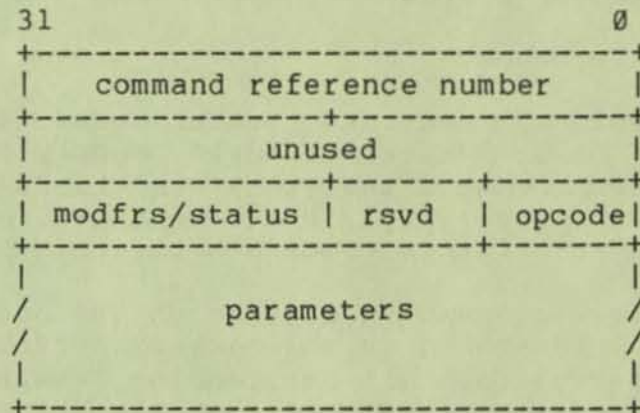 31 0
+-------------------------------+
| command reference number |
+---------------+---------------+
| unused |
+---------------+-------+-------+
| modfrs/status | rsvd | opcode|
+-----------------------+-------+
| |
/ parameters /
/ /
| |
+-------------------------------+